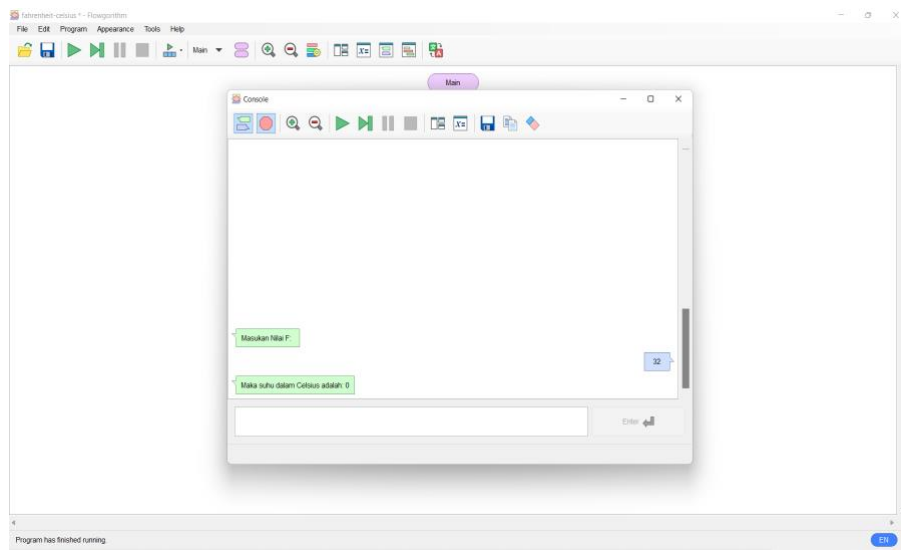 fahrenheit-celsius * - Flowgorithm
File Edit Program Appearance Tools Help
Main
Main
Console
Masukan Nilai F:
32
Maka suhu dalam Celsius adalah: 0
Enter
Program has finished running.
EN